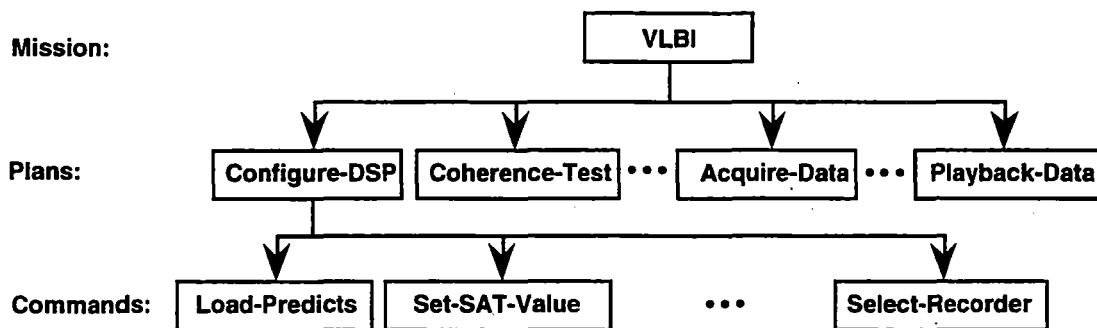 Mission: VLBI
Plans: Configure-DSP Coherence-Test ••• Acquire-Data ••• Playback-Data
Commands: Load-Predicts Set-SAT-Value ••• Select-Recorder